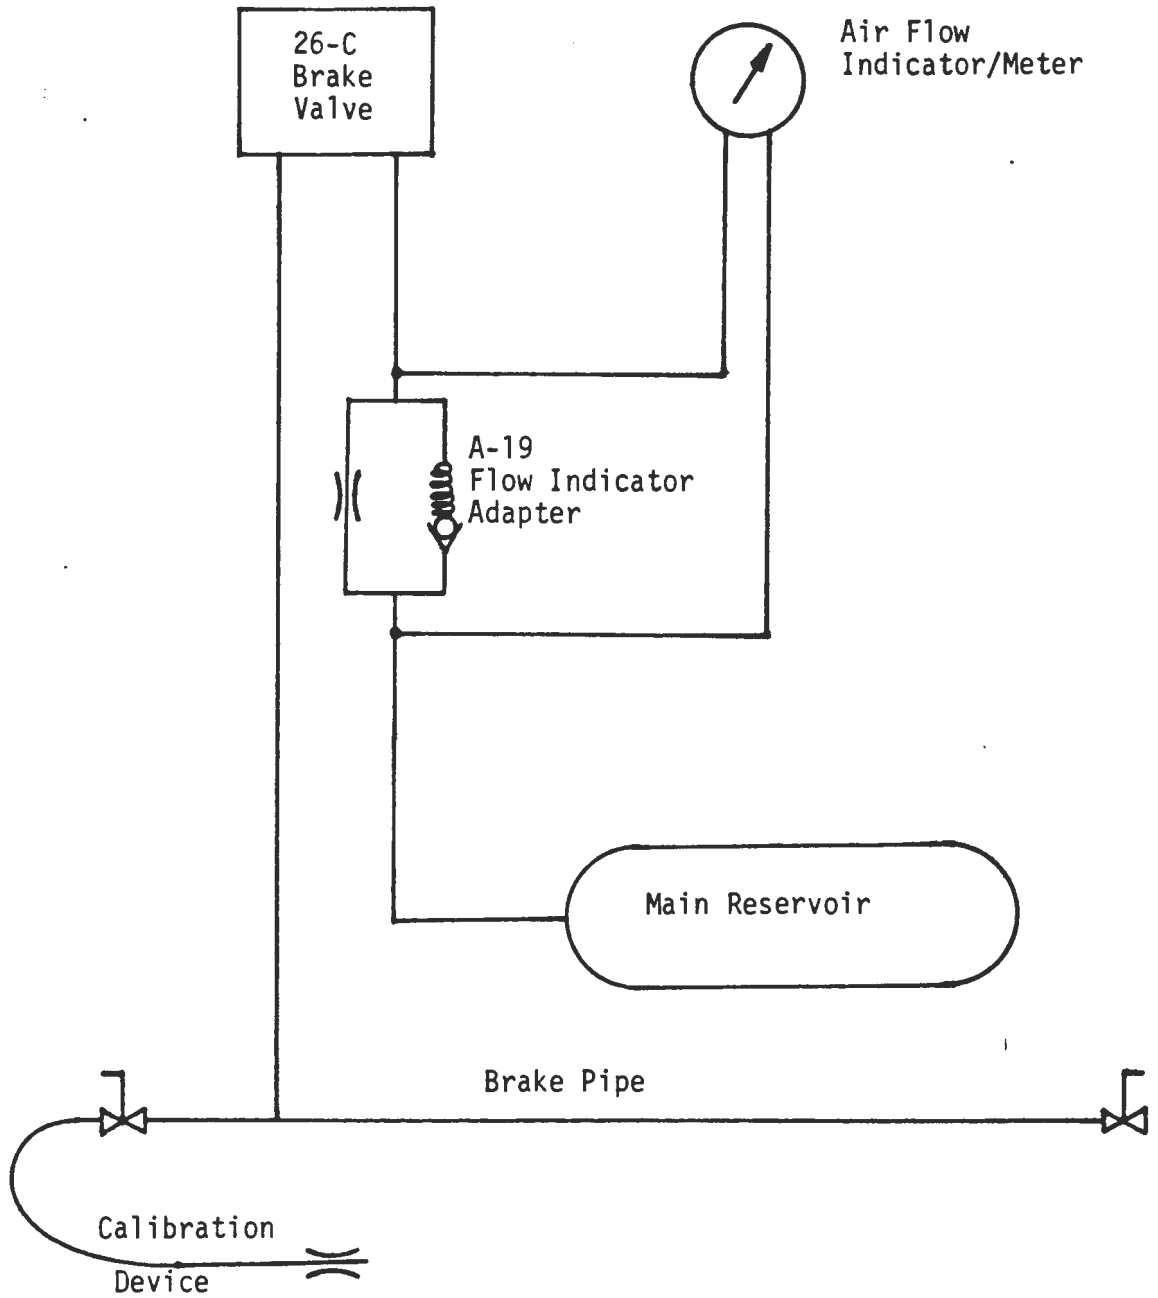 26-C
Brake
Valve
Air Flow
Indicator/Meter
A-19
Flow Indicator
Adapter
Main Reservoir
Brake Pipe
Calibration
Device